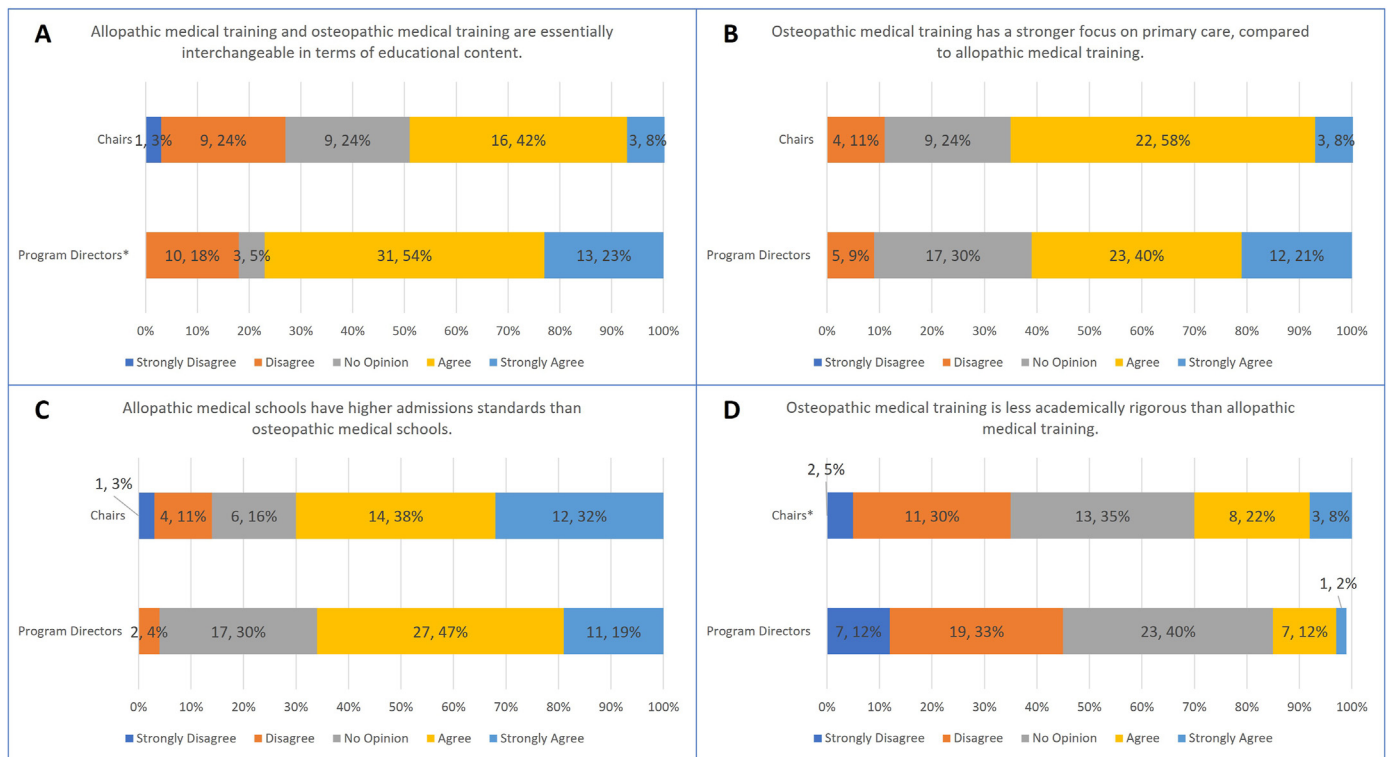 A
Allopathic medical training and osteopathic medical training are essentially
interchangeable in terms of educational content.
Chairs
1, 3%
9, 24%
9, 24%
16, 42%
3, 8%
Program Directors*
10, 18%
3, 5%
31, 54%
13, 23%
0% 10% 20% 30% 40% 50% 60% 70% 80% 90% 100%
Strongly Disagree Disagree No Opinion Agree Strongly Agree
B
Osteopathic medical training has a stronger focus on primary care, compared
to allopathic medical training.
Chairs
4, 11%
9, 24%
22, 58%
3, 8%
Program Directors
5, 9%
17, 30%
23, 40%
12, 21%
0% 10% 20% 30% 40% 50% 60% 70% 80% 90% 100%
Strongly Disagree Disagree No Opinion Agree Strongly Agree
C
Allopathic medical schools have higher admissions standards than
osteopathic medical schools.
1, 3%
Chairs
4, 11%
6, 16%
14, 38%
12, 32%
Program Directors
2, 4%
17, 30%
27, 47%
11, 19%
0% 10% 20% 30% 40% 50% 60% 70% 80% 90% 100%
Strongly Disagree Disagree No Opinion Agree Strongly Agree
D
Osteopathic medical training is less academically rigorous than allopathic
medical training.
2, 5%
Chairs*
11, 30%
13, 35%
8, 22%
3, 8%
1, 2%
Program Directors
7, 12%
19, 33%
23, 40%
7, 12%
0% 10% 20% 30% 40% 50% 60% 70% 80% 90% 100%
Strongly Disagree Disagree No Opinion Agree Strongly Agree